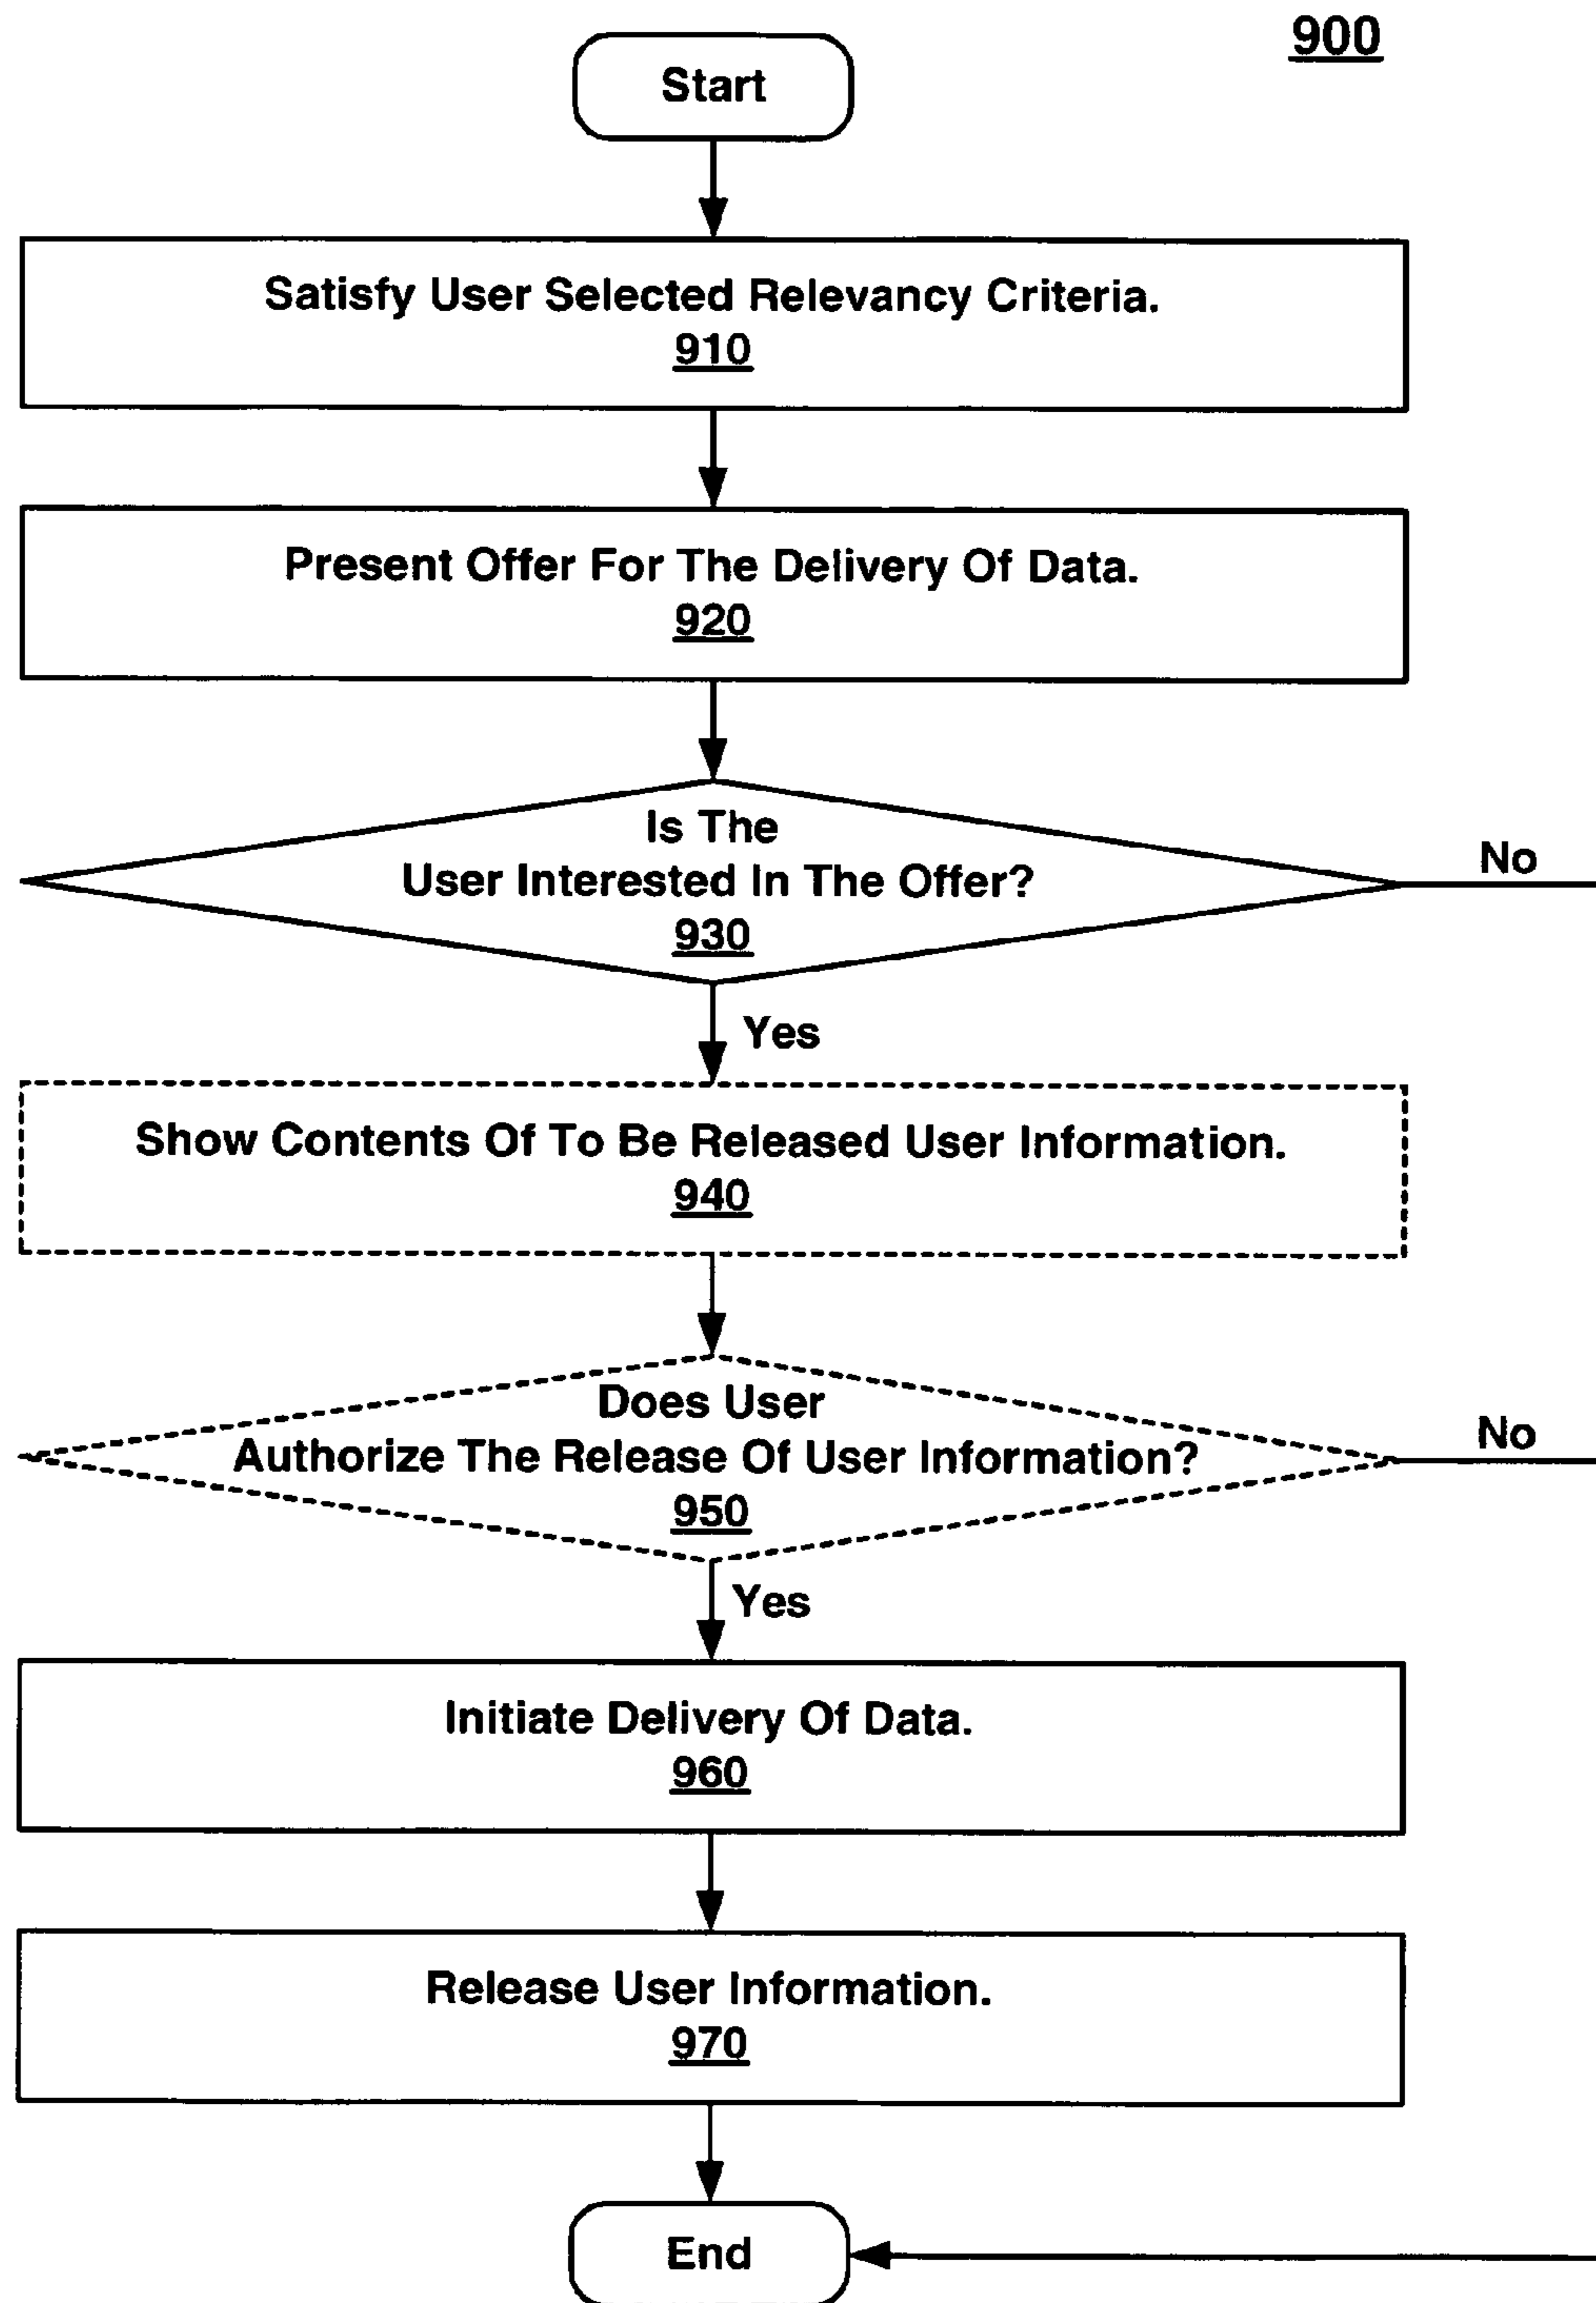 900
Start
Satisfy User Selected Relevancy Criteria.
910
Present Offer For The Delivery Of Data.
920
Is The
User Interested In The Offer?
930
No
Yes
Show Contents Of To Be Released User Information.
940
Does User
Authorize The Release Of User Information?
950
No
Yes
Initiate Delivery Of Data.
960
Release User Information.
970
End